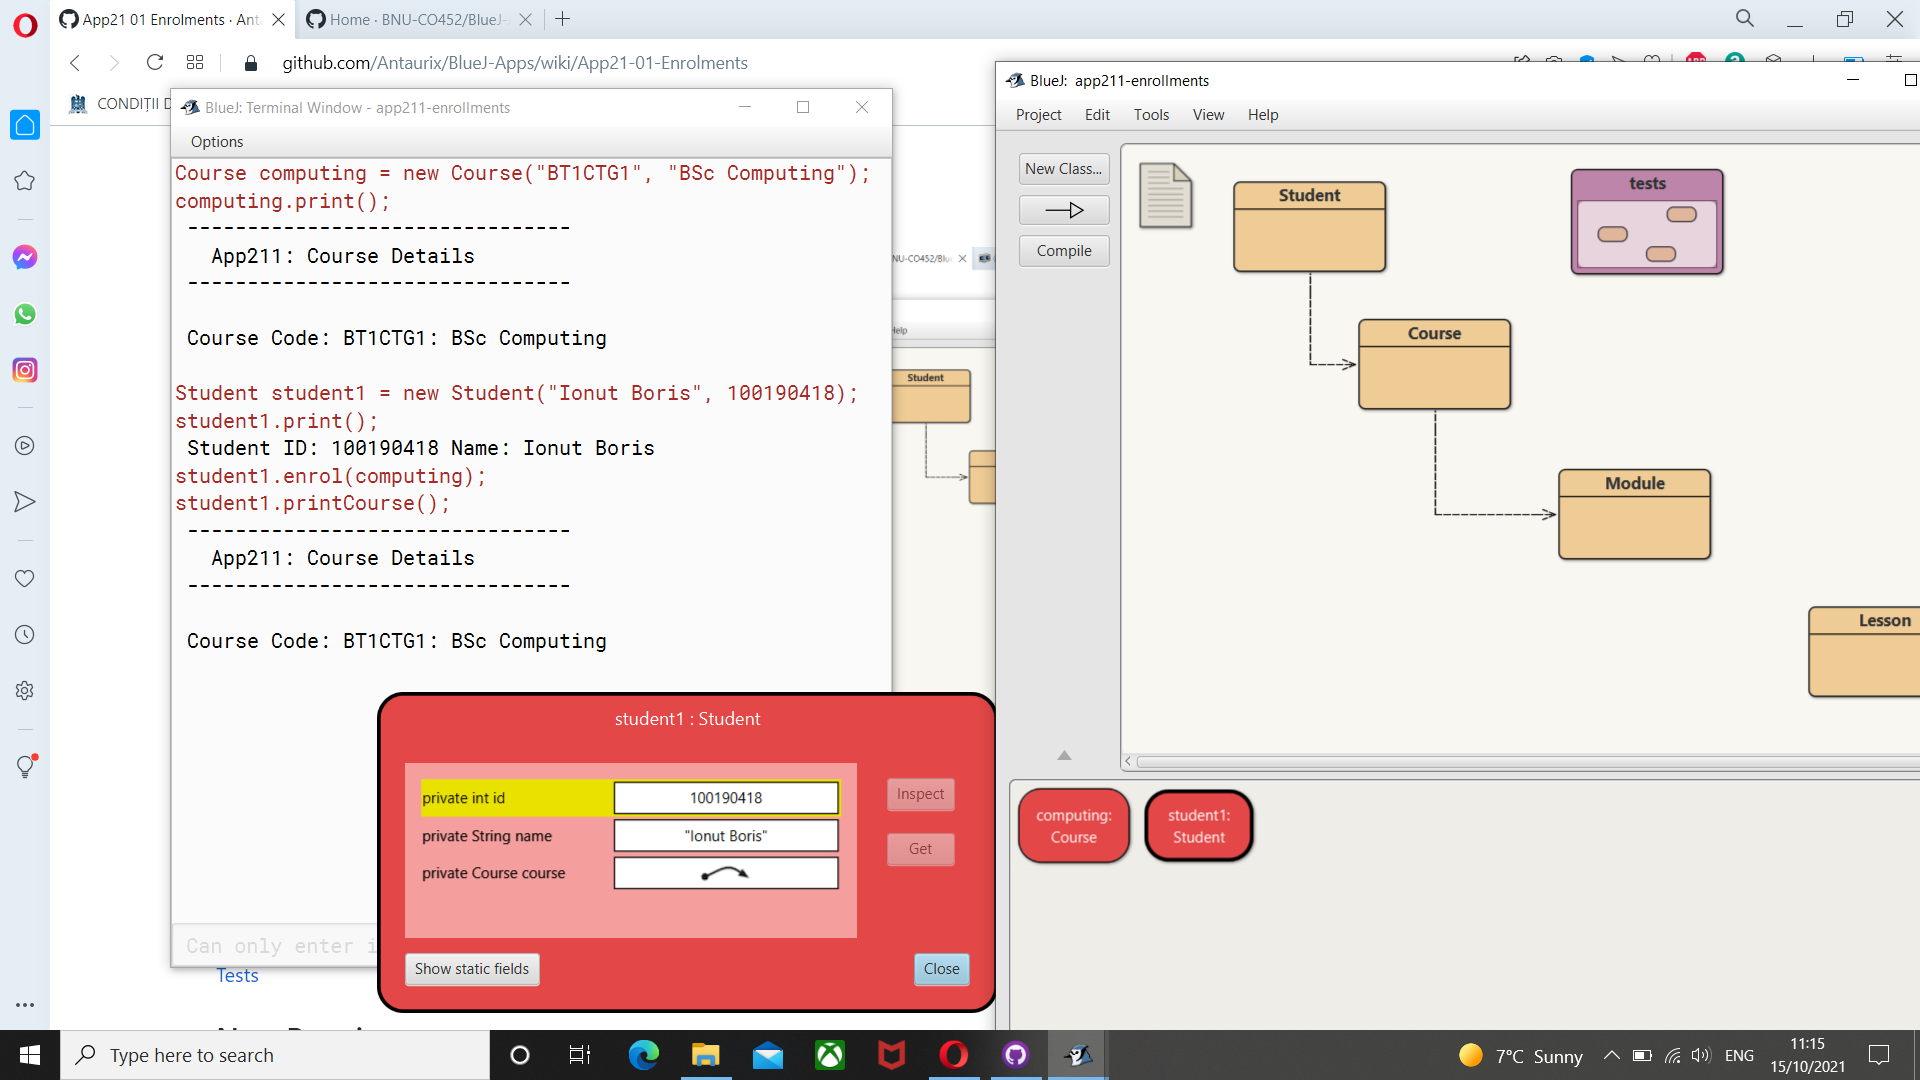 App21 01 Enrolments · Ant
Home · BNU-CO452/BlueJ-
github.com/Antaurix/BlueJ-Apps/wiki/App21-01-Enrolments
CONDIȚII D
BlueJ: Terminal Window - app211-enrollments
Options
Course computing = new Course("BT1CTG1", "BSc Computing");
computing.print();
--------------------------------
App211: Course Details
--------------------------------
Course Code: BT1CTG1: BSc Computing
Student student1 = new Student("Ionut Boris", 100190418);
student1.print();
Student ID: 100190418 Name: Ionut Boris
student1.enrol(computing);
student1.printCourse();
--------------------------------
App211: Course Details
--------------------------------
Course Code: BT1CTG1: BSc Computing
Can only enter i
Tests
NU-CO452/Blu
Help
Student
student1 : Student
private int id
100190418
private String name
"Ionut Boris"
private Course course
Inspect
Get
Show static fields
Close
BlueJ: app211-enrollments
Project Edit Tools View Help
New Class...
Compile
Student
tests
Course
Module
Lesson
computing:
Course
student1:
Student
Type here to search
7°C Sunny
ENG
11:15
15/10/2021